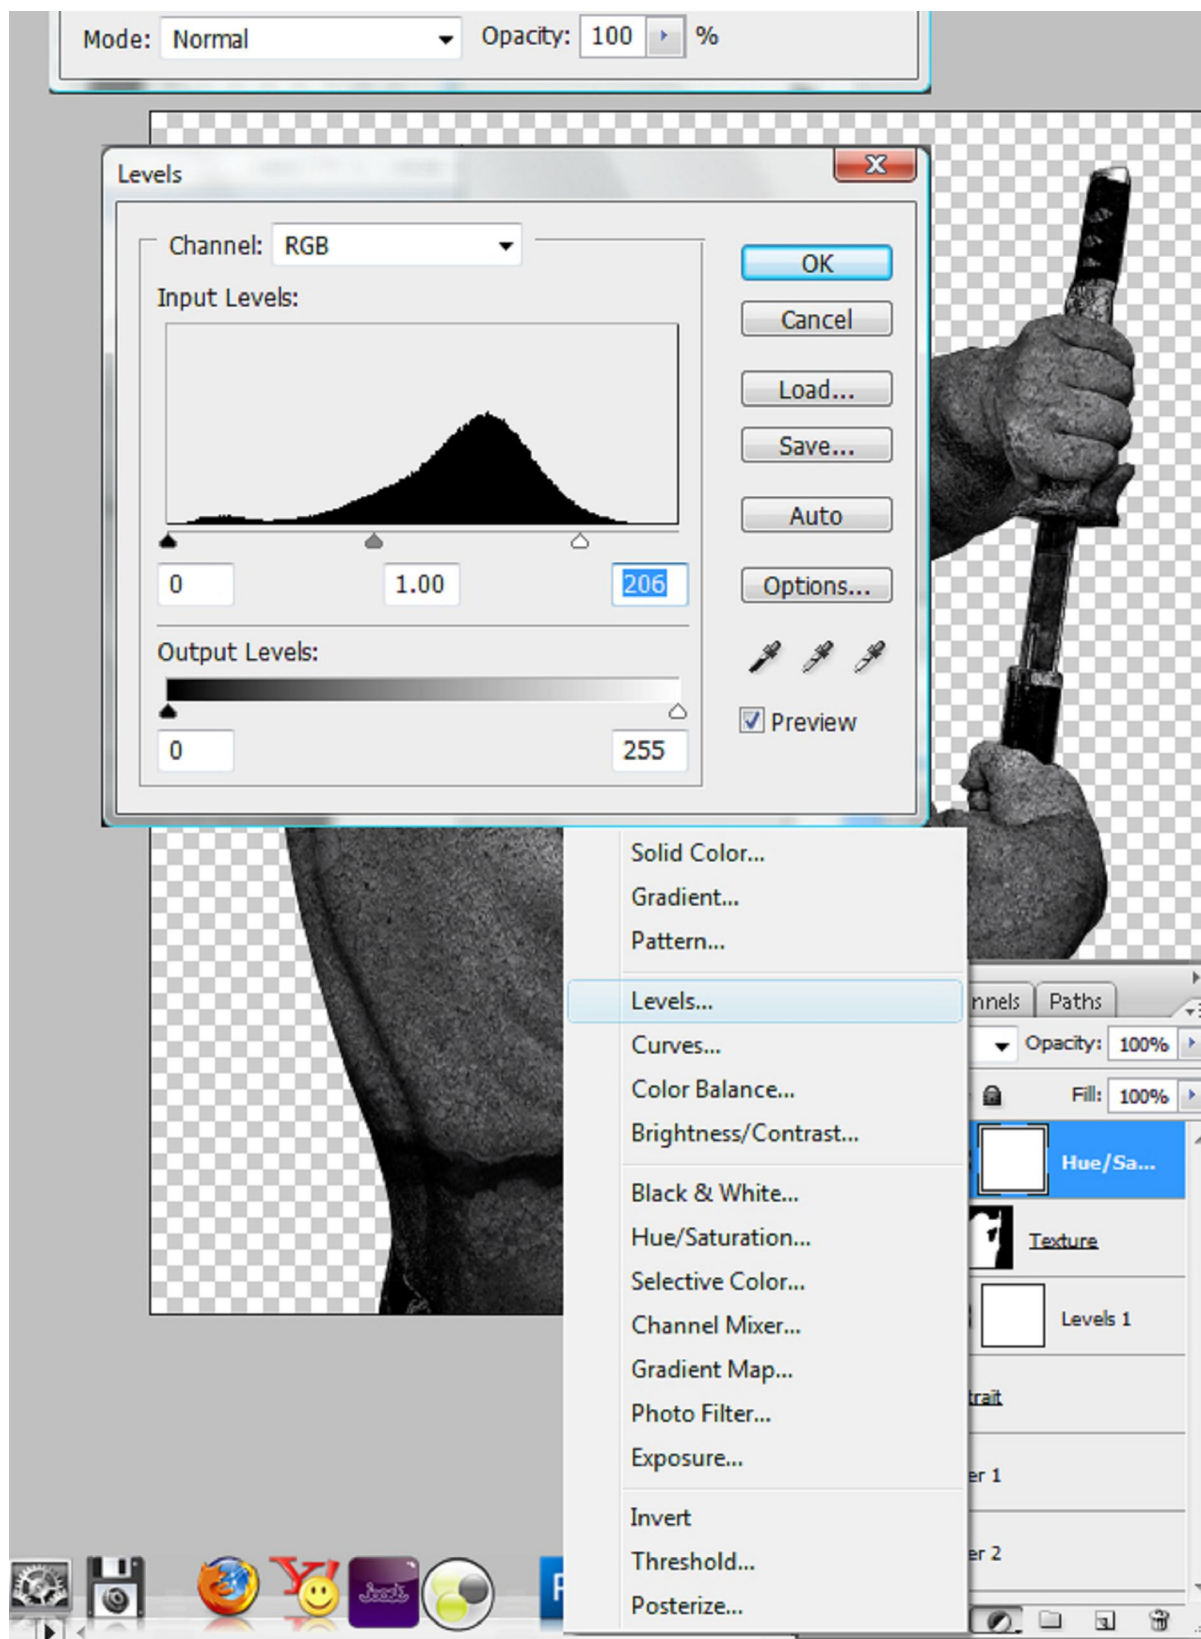 Mode: Normal Opacity: 100 %
Levels
Channel: RGB
Input Levels:
0 1.00 206
Output Levels:
0 255
OK
Cancel
Load...
Save...
Auto
Options...
Preview
Solid Color...
Gradient...
Pattern...
Levels...
Curves...
Color Balance...
Brightness/Contrast...
Black & White...
Hue/Saturation...
Selective Color...
Channel Mixer...
Gradient Map...
Photo Filter...
Exposure...
Invert
Threshold...
Posterize...
nnels Paths
Opacity: 100%
Fill: 100%
Hue/Sa...
Texture
Levels 1
trait
er 1
er 2